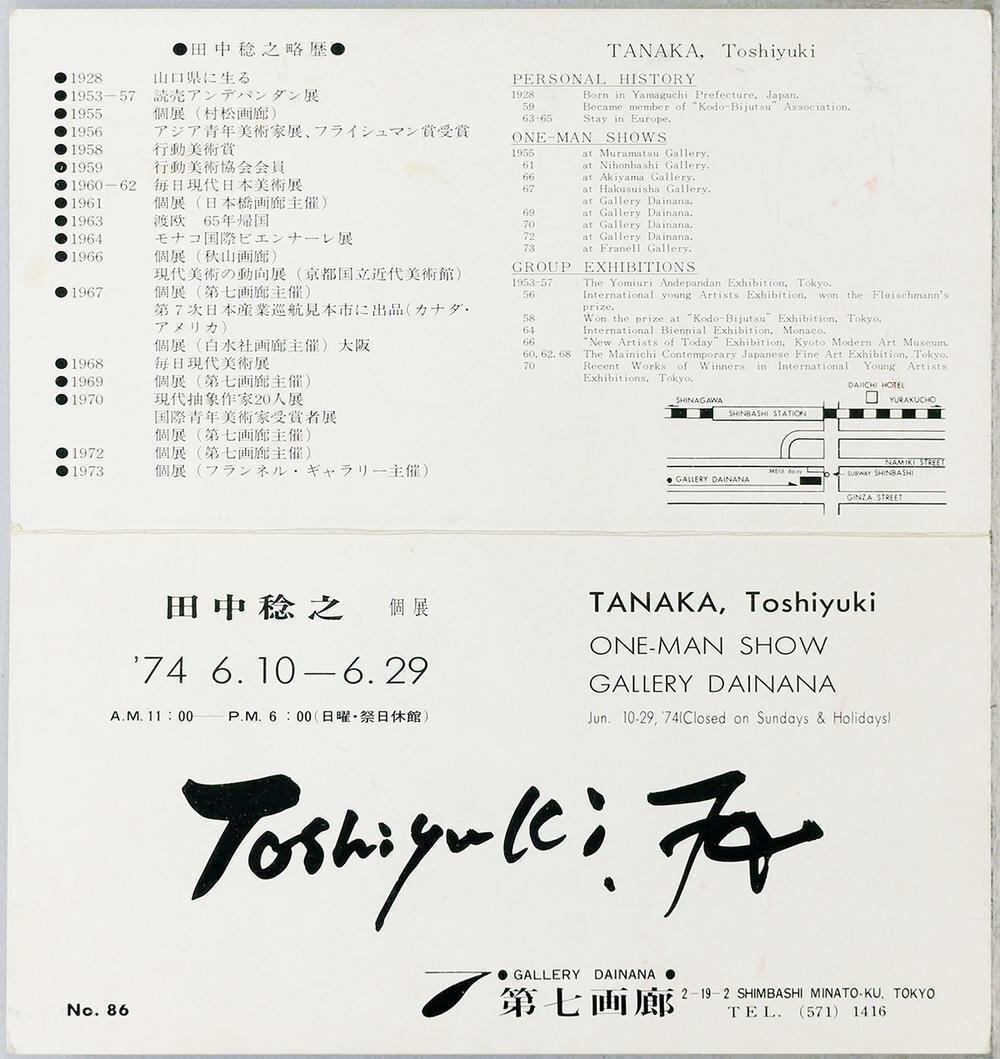 ●田中稔之略歴●
●1928 山口県に生る
●1953－57 読売アンデパンダン展
●1955 個展（村松画廊）
●1956 アジア青年美術家展、フライシュマン賞受賞
●1958 行動美術賞
●1959 行動美術協会会員
●1960－62 毎日現代日本美術展
●1961 個展（日本橋画廊主催）
●1963 渡欧　65年帰国
●1964 モナコ国際ビエンナーレ展
●1966 個展（秋山画廊）
現代美術の動向展（京都国立近代美術館）
●1967 個展（第七画廊主催）
第７次日本産業巡航見本市に出品（カナダ・
アメリカ）
個展（白水社画廊主催）大阪
●1968 毎日現代美術展
●1969 個展（第七画廊主催）
●1970 現代抽象作家20人展
国際青年美術家受賞者展
個展（第七画廊主催）
●1972 個展（第七画廊主催）
●1973 個展（フランネル・ギャラリー主催）
TANAKA, Toshiyuki
PERSONAL HISTORY
1928 Born in Yamaguchi Prefecture, Japan.
59 Became member of "Kodo-Bijutsu" Association.
63-65 Stay in Europe.
ONE-MAN SHOWS
1955 at Muramatsu Gallery.
61 at Nihonbashi Gallery.
66 at Akiyama Gallery.
67 at Hakusuisha Gallery.
at Gallery Dainana.
69 at Gallery Dainana.
70 at Gallery Dainana.
72 at Gallery Dainana.
73 at Franell Gallery.
GROUP EXHIBITIONS
1953-57 The Yomiuri Andepandan Exhibition, Tokyo.
56 International young Artists Exhibition, won the Fleischmann's
prize.
58 Won the prize at "Kodo-Bijutsu" Exhibition, Tokyo.
64 International Biennial Exhibition, Monaco.
66 "New Artists of Today" Exhibition, Kyoto Modern Art Museum.
60. 62. 68 The Mainichi Contemporary Japanese Fine Art Exhibition, Tokyo.
70 Recent Works of Winners in International Young Artists
Exhibitions, Tokyo.
DAIICHI HOTEL
SHINAGAWA YURAKUCHO
SHINBASHI STATION
NAMIKI STREET
MEIJI dairy SUBWAY SHINBASHI
● GALLERY DAINANA
GINZA STREET
田中稔之 個展
'74 6.10—6.29
A.M. 11：00 — P.M. 6：00（日曜・祭日休館）
TANAKA, Toshiyuki
ONE-MAN SHOW
GALLERY DAINANA
Jun. 10-29, '74(Closed on Sundays & Holidays)
Toshiyuki
No. 86
● GALLERY DAINANA ●
第七画廊 2－19－2 SHIMBASHI MINATO-KU, TOKYO
TEL. (571) 1416